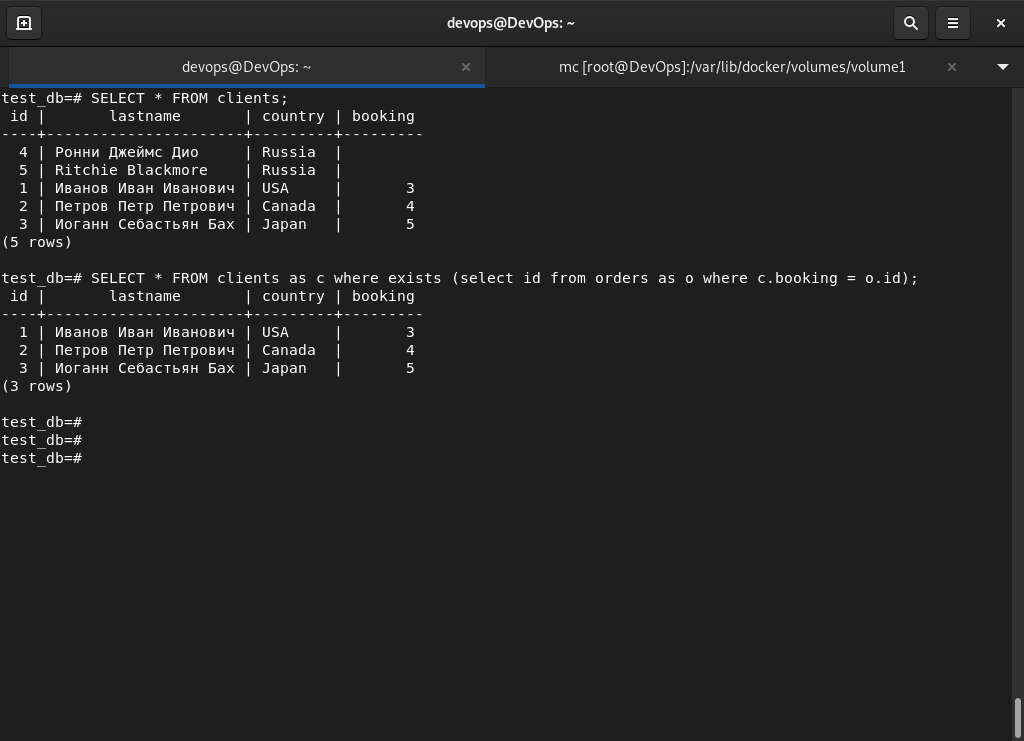 devops@DevOps: ~
devops@DevOps: ~
mc [root@DevOps]:/var/lib/docker/volumes/volume1
test_db=# SELECT * FROM clients;
 id |       lastname       | country | booking
----+----------------------+---------+---------
  4 | Ронни Джеймс Дио     | Russia  |
  5 | Ritchie Blackmore    | Russia  |
  1 | Иванов Иван Иванович | USA     |       3
  2 | Петров Петр Петрович | Canada  |       4
  3 | Иоганн Себастьян Бах | Japan   |       5
(5 rows)
test_db=# SELECT * FROM clients as c where exists (select id from orders as o where c.booking = o.id);
 id |       lastname       | country | booking
----+----------------------+---------+---------
  1 | Иванов Иван Иванович | USA     |       3
  2 | Петров Петр Петрович | Canada  |       4
  3 | Иоганн Себастьян Бах | Japan   |       5
(3 rows)
test_db=#
test_db=#
test_db=#